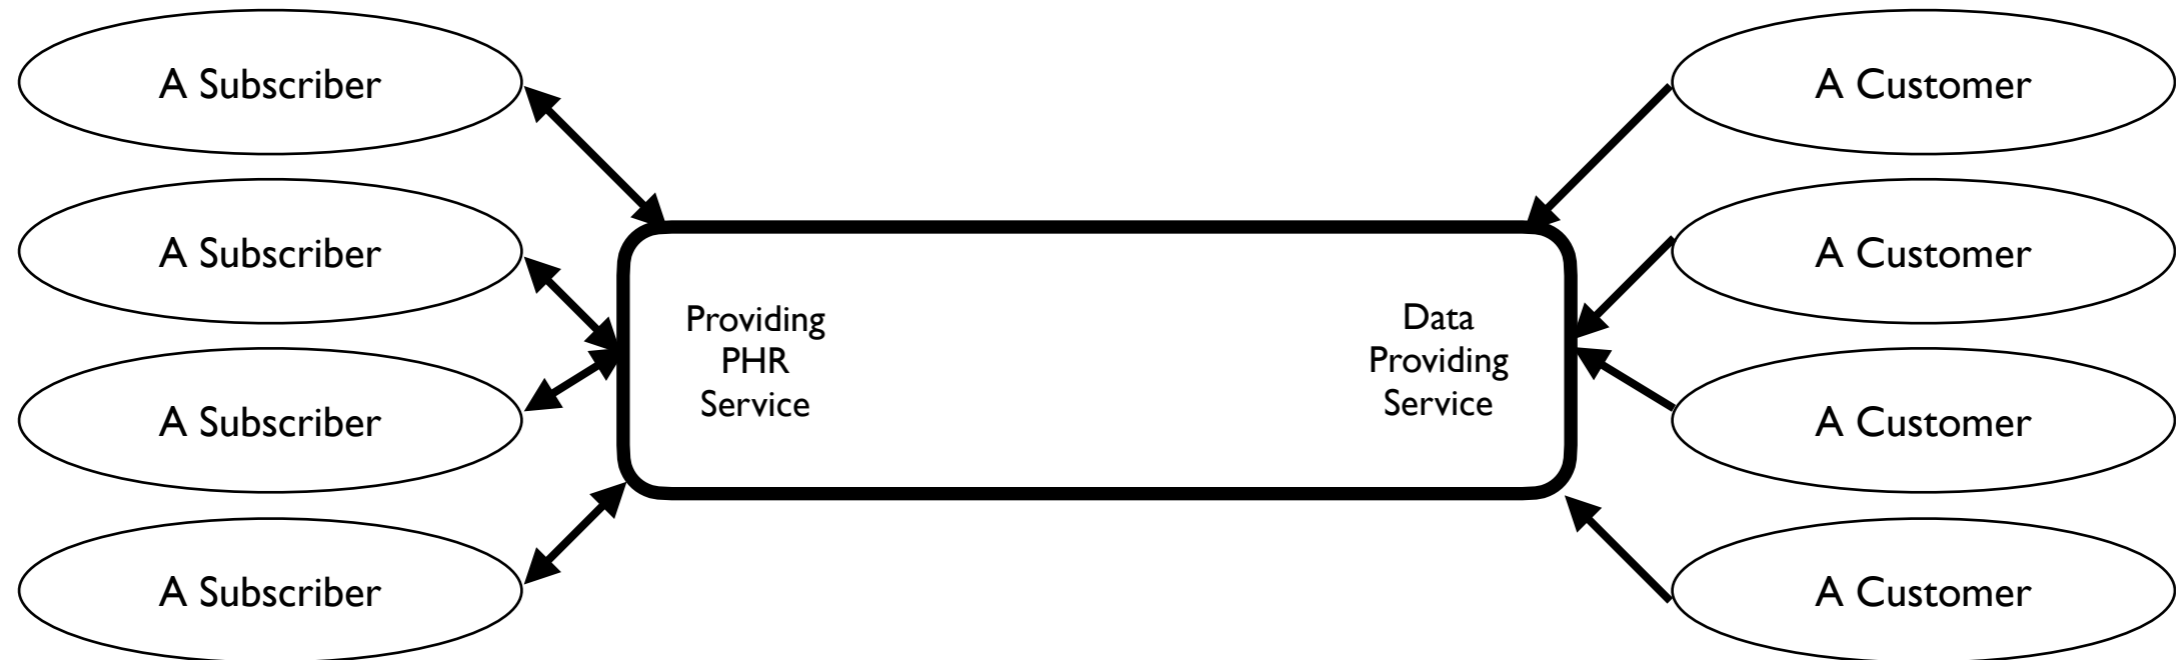 A Subscriber
A Subscriber
A Subscriber
A Subscriber
Providing
PHR
Service
Data
Providing
Service
A Customer
A Customer
A Customer
A Customer